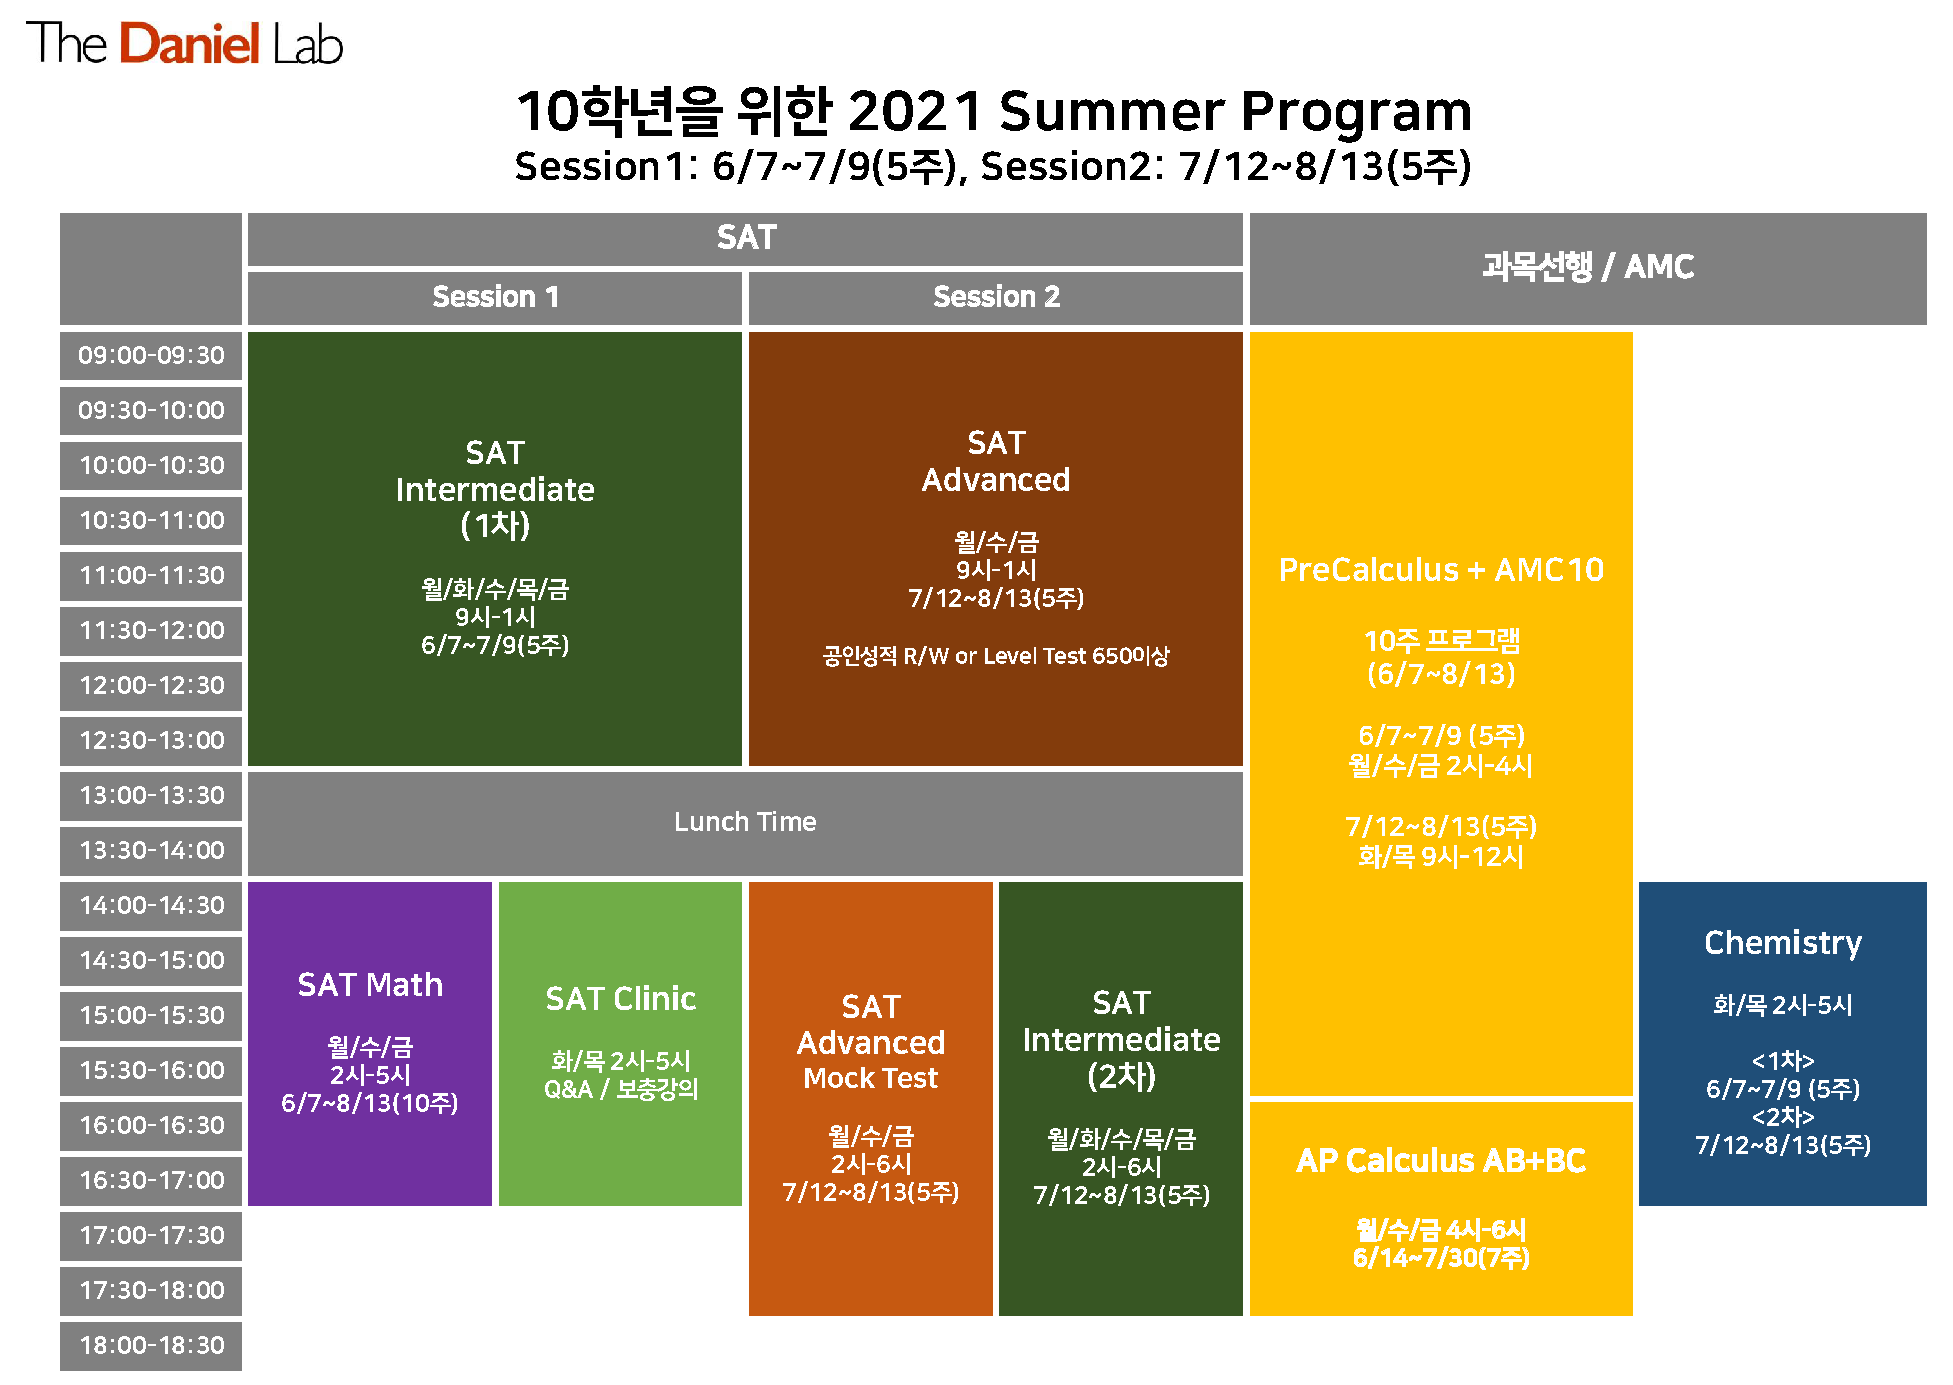 The Daniel Lab
10학년을 위한 2021 Summer Program
Session1: 6/7~7/9(5주), Session2: 7/12~8/13(5주)
SAT
과목선행 / AMC
Session 1
Session 2
09:00-09:30
09:30-10:00
10:00-10:30
10:30-11:00
11:00-11:30
11:30-12:00
12:00-12:30
12:30-13:00
13:00-13:30
13:30-14:00
14:00-14:30
14:30-15:00
15:00-15:30
15:30-16:00
16:00-16:30
16:30-17:00
17:00-17:30
17:30-18:00
18:00-18:30
SAT
Intermediate
(1차)
월/화/수/목/금
9시-1시
6/7~7/9(5주)
SAT
Advanced
월/수/금
9시-1시
7/12~8/13(5주)
공인성적 R/W or Level Test 650이상
PreCalculus + AMC10
10주 프로그램
(6/7~8/13)
6/7~7/9 (5주)
월/수/금 2시-4시
7/12~8/13(5주)
화/목 9시-12시
Lunch Time
SAT Math
월/수/금
2시-5시
6/7~8/13(10주)
SAT Clinic
화/목 2시-5시
Q&A / 보충강의
SAT
Advanced
Mock Test
월/수/금
2시-6시
7/12~8/13(5주)
SAT
Intermediate
(2차)
월/화/수/목/금
2시-6시
7/12~8/13(5주)
AP Calculus AB+BC
월/수/금 4시-6시
6/14~7/30(7주)
Chemistry
화/목 2시-5시
<1차>
6/7~7/9 (5주)
<2차>
7/12~8/13(5주)